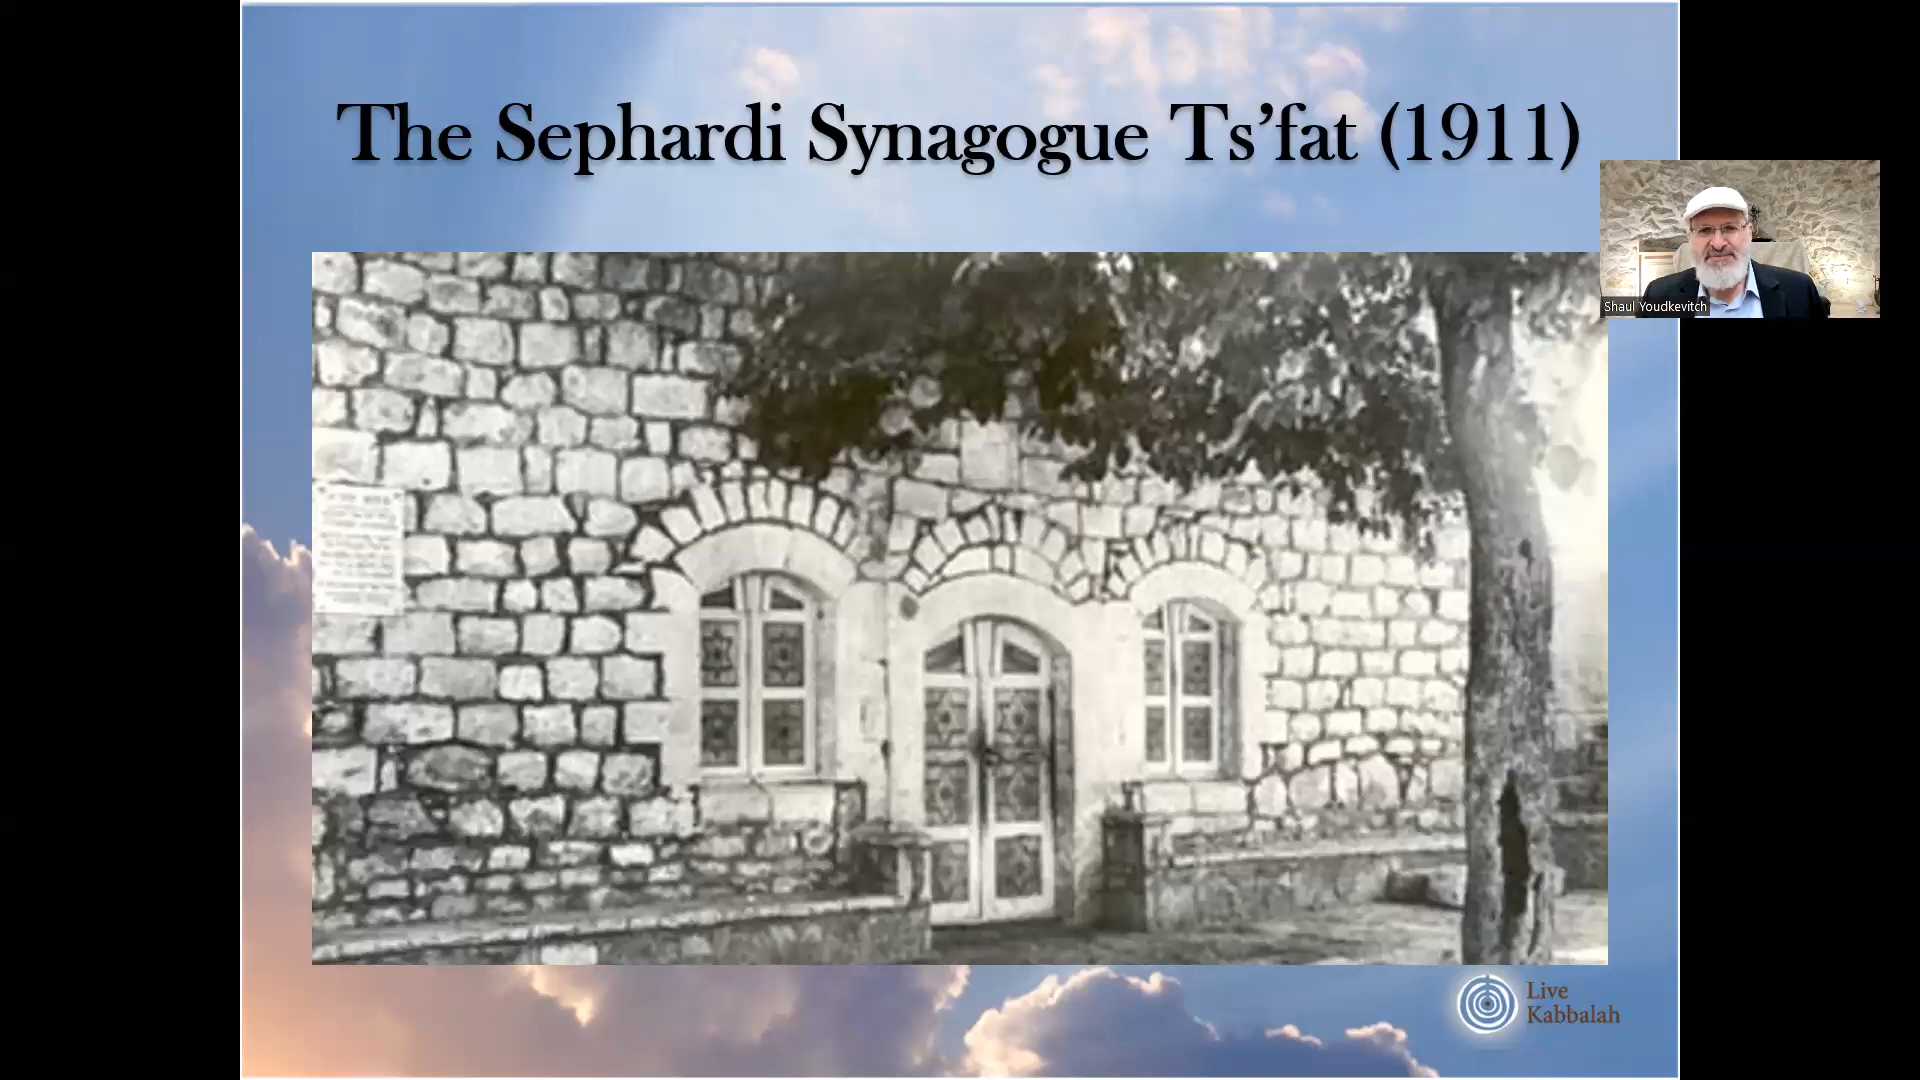 The Sephardi Synagogue Ts’fat (1911)
Shaul Youdkevitch
Live
Kabbalah